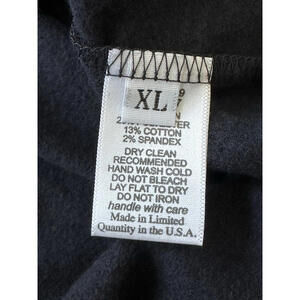 XL
13% COTTON
2% SPANDEX
DRY CLEAN
RECOMMENDED
HAND WASH COLD
DO NOT BLEACH
LAY FLAT TO DRY
DO NOT IRON
handle with care
Made in Limited
Quantity in the U.S.A.